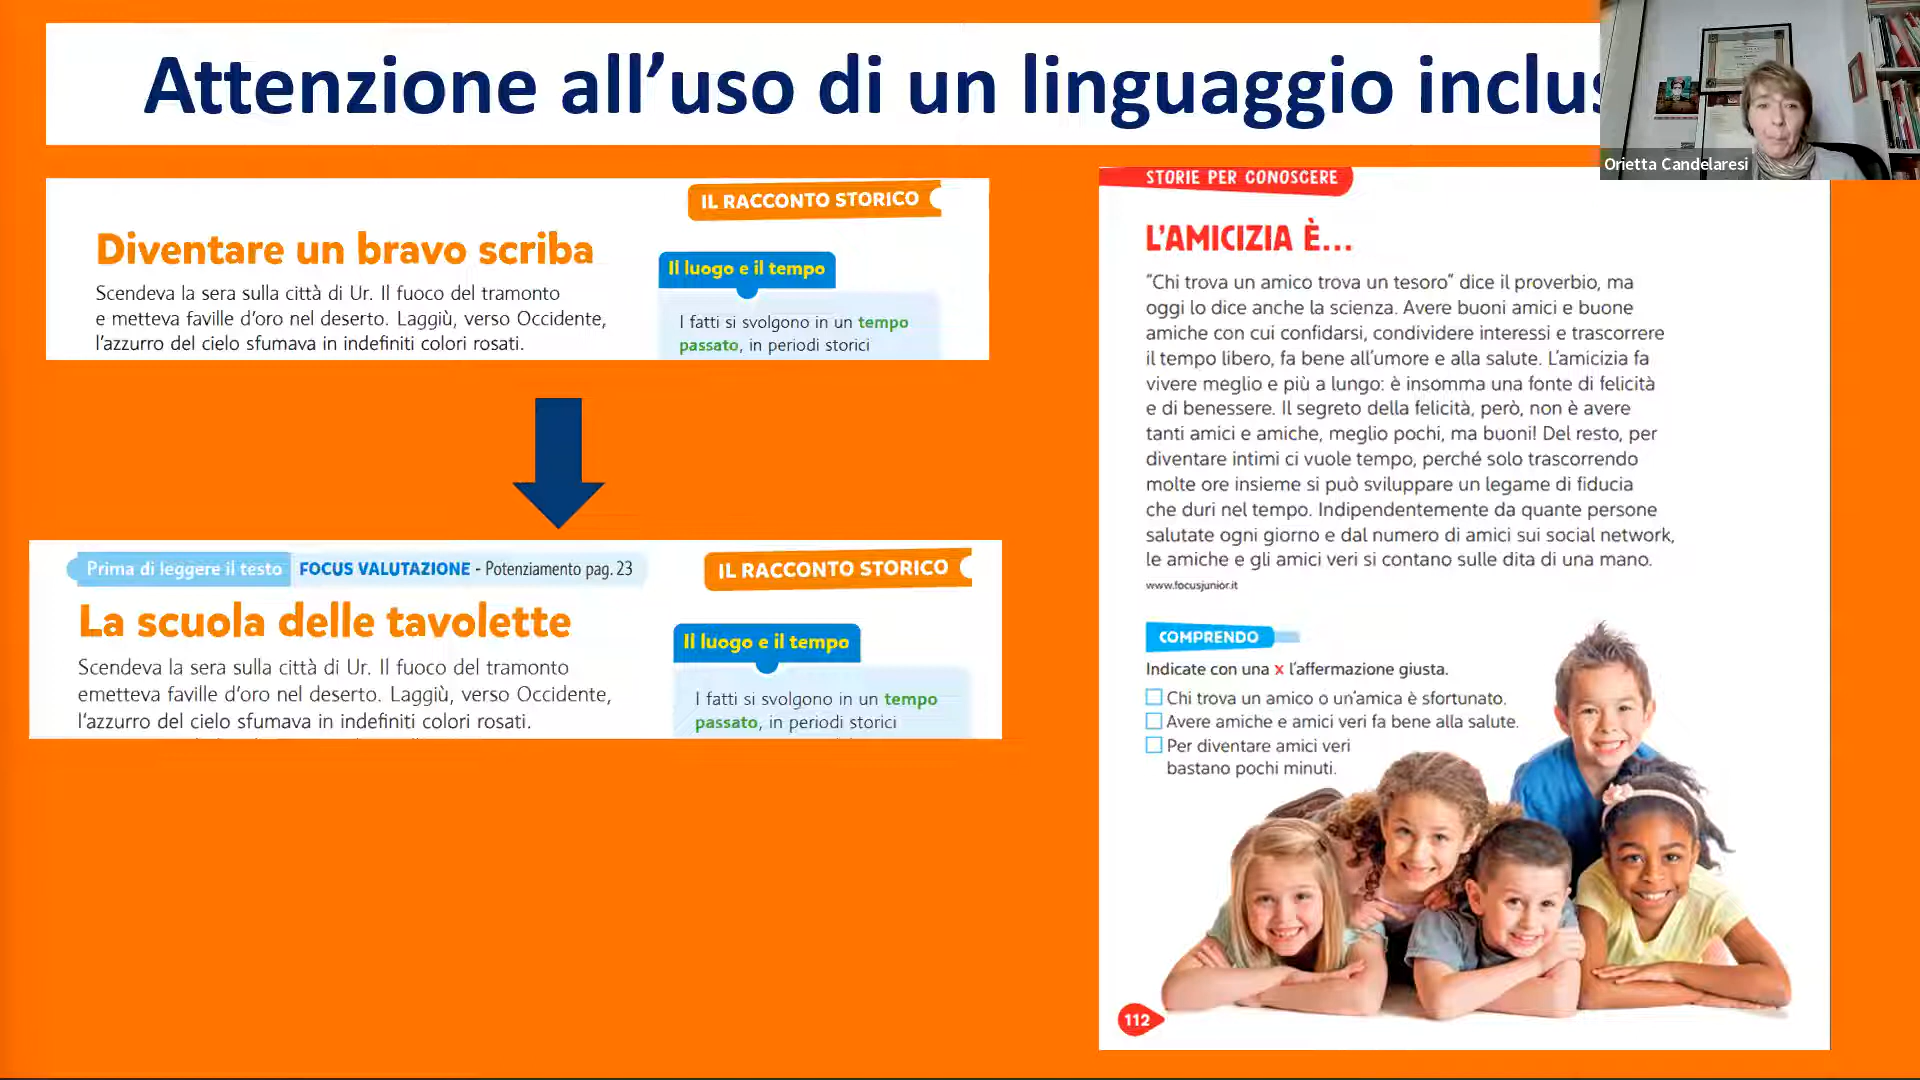 Attenzione all’uso di un linguaggio inclus
Orietta Candelaresi
IL RACCONTO STORICO
Diventare un bravo scriba
Scendeva la sera sulla città di Ur. Il fuoco del tramonto
e metteva faville d’oro nel deserto. Laggiù, verso Occidente,
l’azzurro del cielo sfumava in indefiniti colori rosati.
Il luogo e il tempo
I fatti si svolgono in un tempo
passato, in periodi storici
Prima di leggere il testo FOCUS VALUTAZIONE - Potenziamento pag. 23
IL RACCONTO STORICO
La scuola delle tavolette
Scendeva la sera sulla città di Ur. Il fuoco del tramonto
emetteva faville d’oro nel deserto. Laggiù, verso Occidente,
l’azzurro del cielo sfumava in indefiniti colori rosati.
Il luogo e il tempo
I fatti si svolgono in un tempo
passato, in periodi storici
STORIE PER CONOSCERE
L’AMICIZIA È...
“Chi trova un amico trova un tesoro” dice il proverbio, ma
oggi lo dice anche la scienza. Avere buoni amici e buone
amiche con cui confidarsi, condividere interessi e trascorrere
il tempo libero, fa bene all’umore e alla salute. L’amicizia fa
vivere meglio e più a lungo: è insomma una fonte di felicità
e di benessere. Il segreto della felicità, però, non è avere
tanti amici e amiche, meglio pochi, ma buoni! Del resto, per
diventare intimi ci vuole tempo, perché solo trascorrendo
molte ore insieme si può sviluppare un legame di fiducia
che duri nel tempo. Indipendentemente da quante persone
salutate ogni giorno e dal numero di amici sui social network,
le amiche e gli amici veri si contano sulle dita di una mano.
www.focusjunior.it
COMPRENDO
Indicate con una x l’affermazione giusta.
Chi trova un amico o un’amica è sfortunato.
Avere amiche e amici veri fa bene alla salute.
Per diventare amici veri
bastano pochi minuti.
112